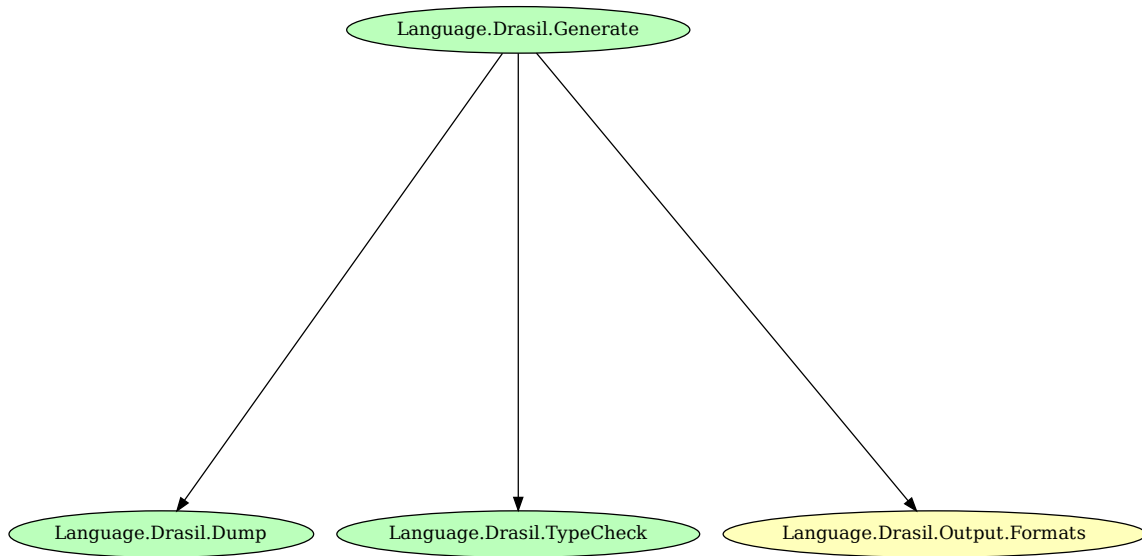 Language.Drasil.Generate
Language.Drasil.Dump
Language.Drasil.TypeCheck
Language.Drasil.Output.Formats